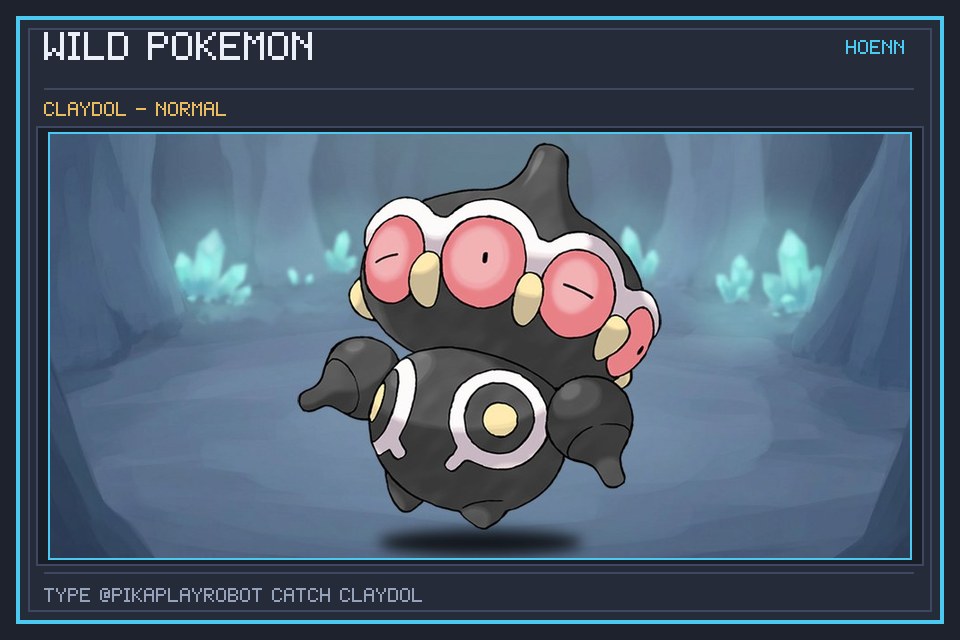 WILD POKEMON
HOENN
CLAYDOL - NORMAL
TYPE @PIKAPLAYROBOT CATCH CLAYDOL